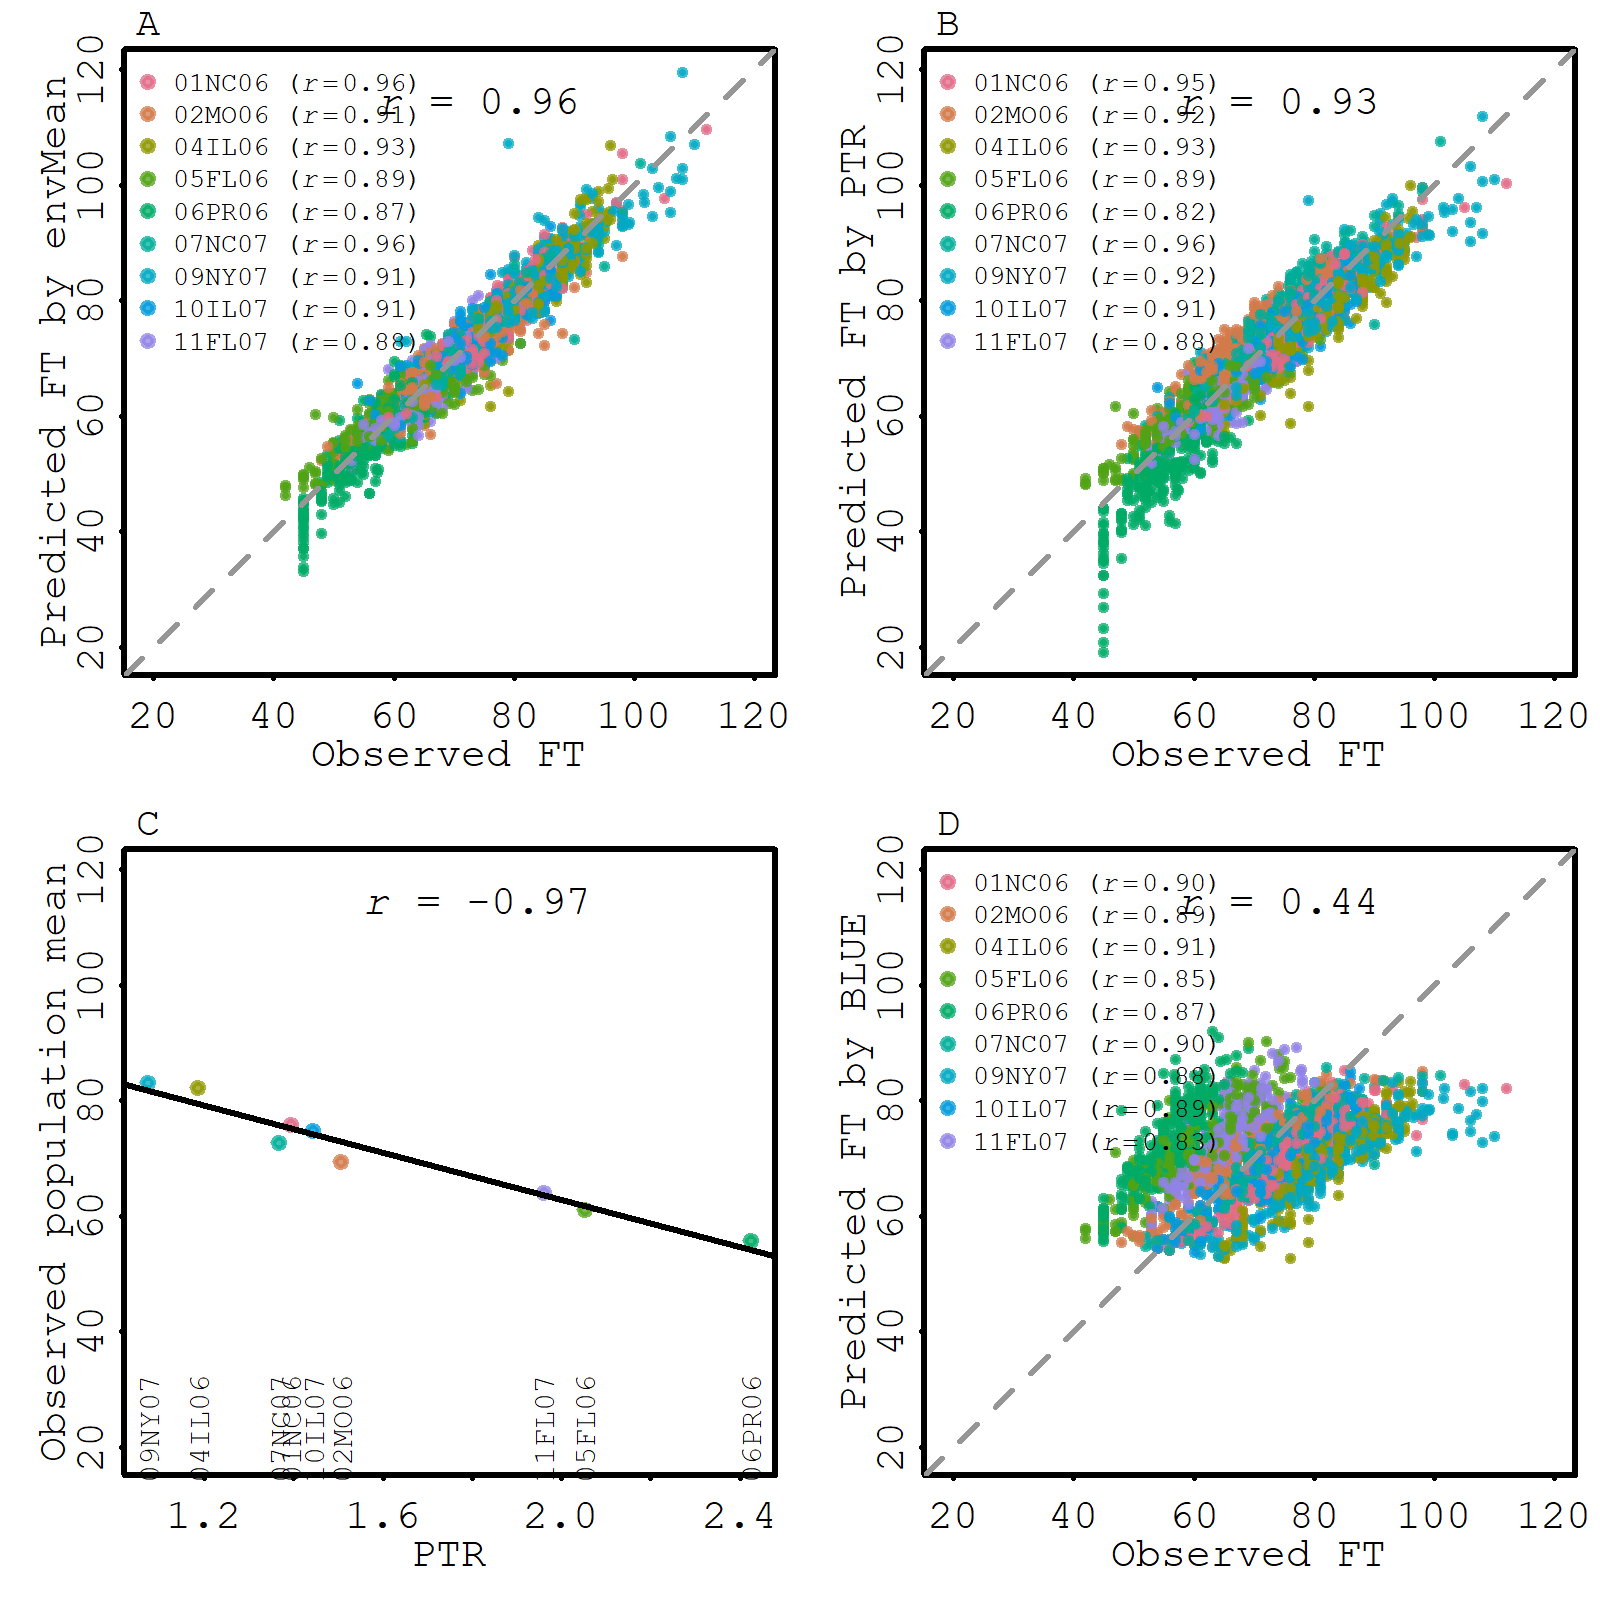 A
Predicted FT by envMean
120
100
80
60
40
20
01NC06 (r=0.96)
02MO06 (r=0.91)
04IL06 (r=0.93)
05FL06 (r=0.89)
06PR06 (r=0.87)
07NC07 (r=0.96)
09NY07 (r=0.91)
10IL07 (r=0.91)
11FL07 (r=0.88)
r = 0.96
20 40 60 80 100 120
Observed FT
B
Predicted FT by PTR
120
100
80
60
40
20
01NC06 (r=0.95)
02MO06 (r=0.92)
04IL06 (r=0.93)
05FL06 (r=0.89)
06PR06 (r=0.82)
07NC07 (r=0.96)
09NY07 (r=0.92)
10IL07 (r=0.91)
11FL07 (r=0.88)
r = 0.93
20 40 60 80 100 120
Observed FT
C
Observed population mean
120
100
80
60
40
20
r = -0.97
09NY07
04IL06
07NC07
01NC06
10IL07
02MO06
11FL07
05FL06
06PR06
1.2 1.6 2.0 2.4
PTR
D
Predicted FT by BLUE
120
100
80
60
40
20
01NC06 (r=0.90)
02MO06 (r=0.89)
04IL06 (r=0.91)
05FL06 (r=0.85)
06PR06 (r=0.87)
07NC07 (r=0.90)
09NY07 (r=0.88)
10IL07 (r=0.89)
11FL07 (r=0.83)
r = 0.44
20 40 60 80 100 120
Observed FT